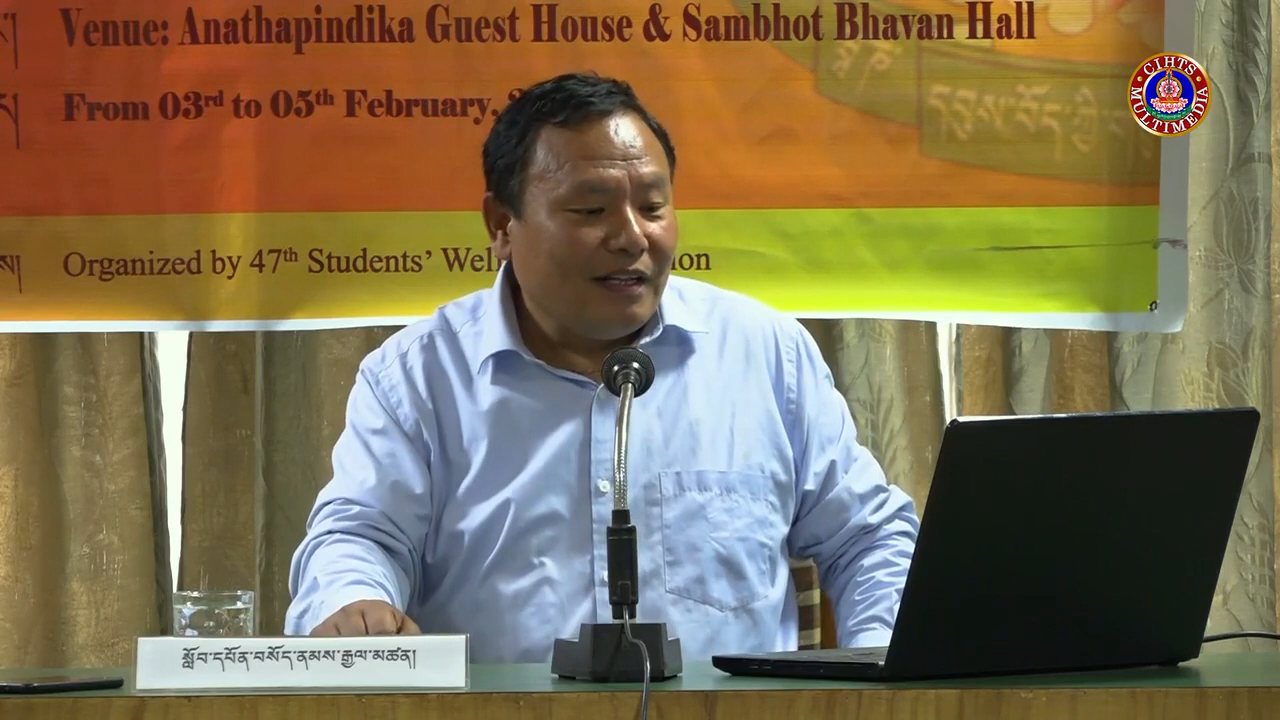 Venue: Anathapindika Guest House & Sambhot Bhavan Hall
From 03rd to 05th February,
Organized by 47th Students'
CIHTS
MULTIMEDIA
སློབ་དཔོན་བསོད་ནམས་རྒྱལ་མཚན།